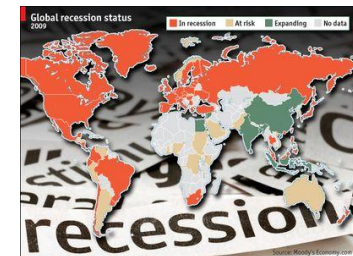 Global recession status
2009
In recession
At risk
Expanding
No data
recession
Source: Moody's Economy.com